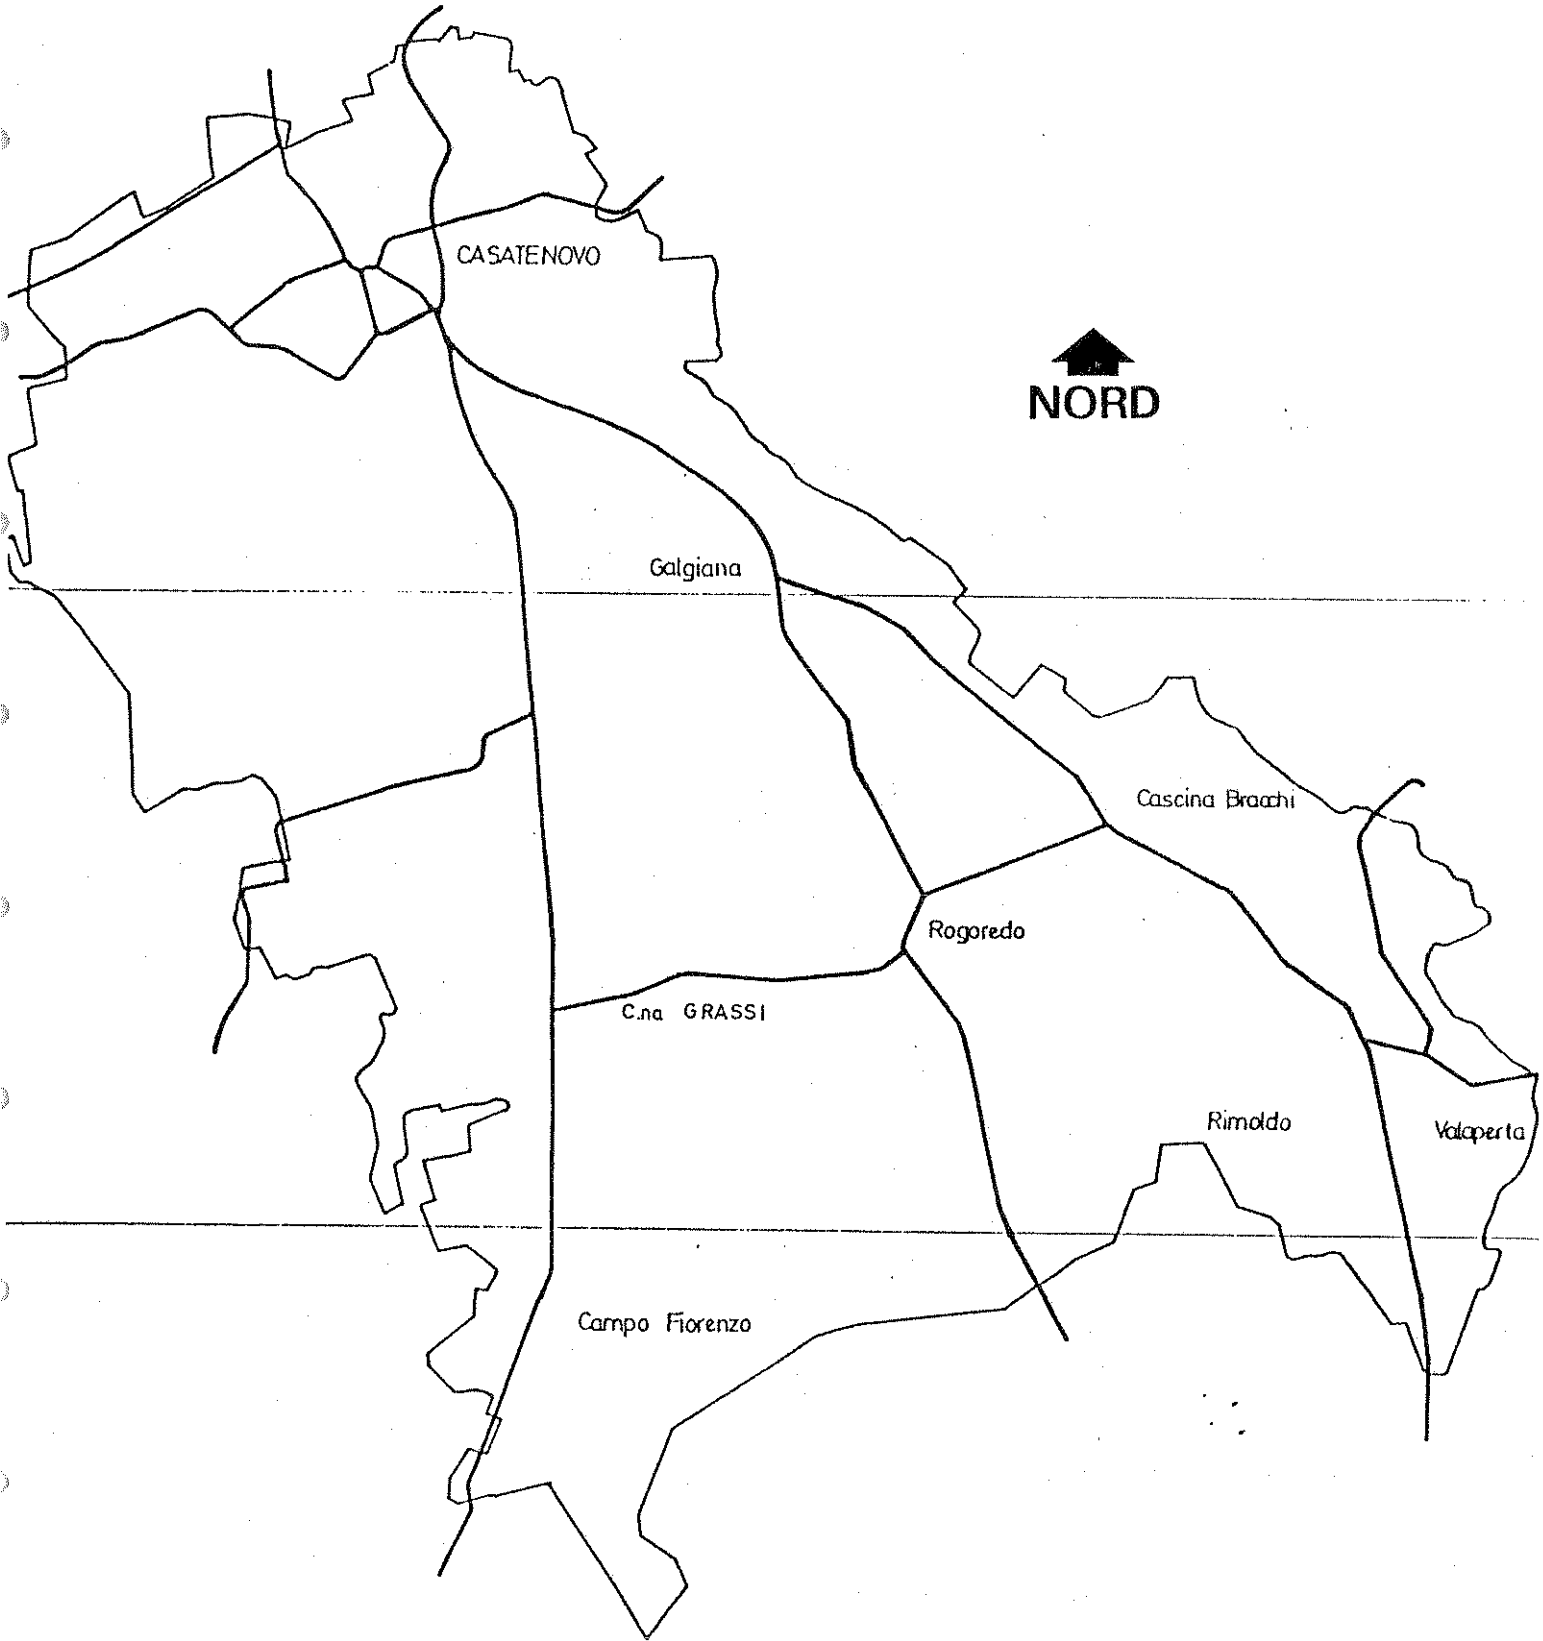 CASATENOVO
NORD
Galgiana
Cascina Bracchi
Rogoredo
C.na GRASSI
Rimoldo
Valaperta
Campo Fiorenzo